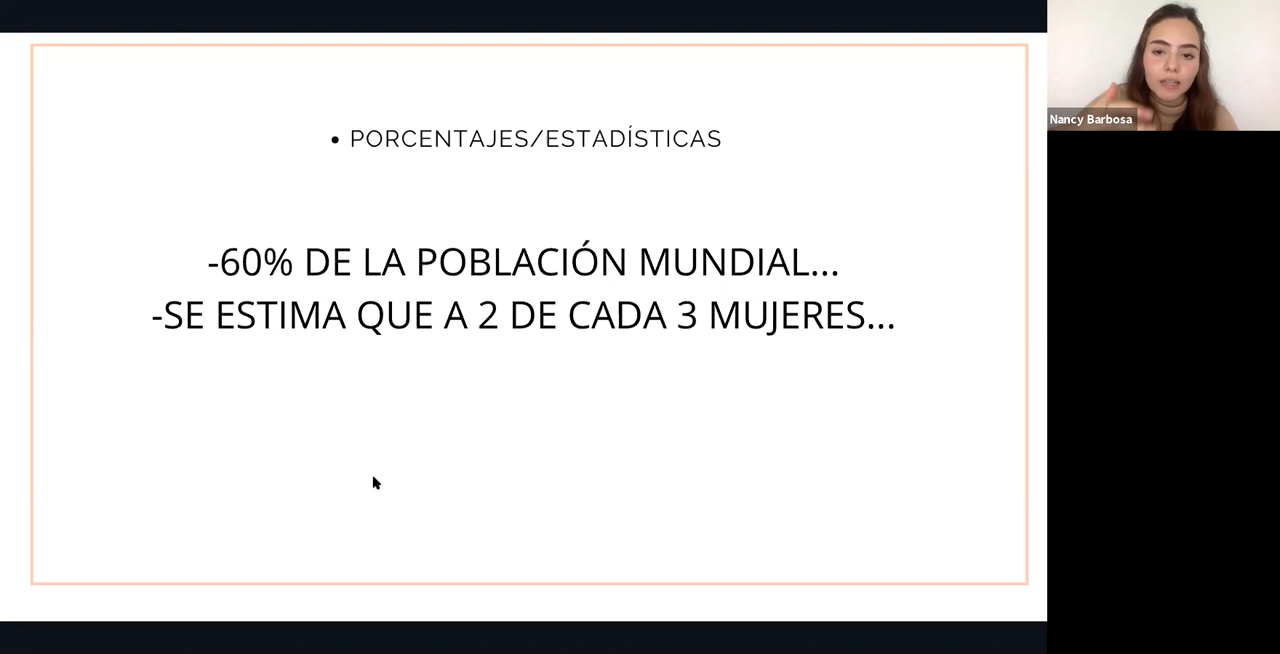 • PORCENTAJES/ESTADÍSTICAS
-60% DE LA POBLACIÓN MUNDIAL...
-SE ESTIMA QUE A 2 DE CADA 3 MUJERES...
Nancy Barbosa